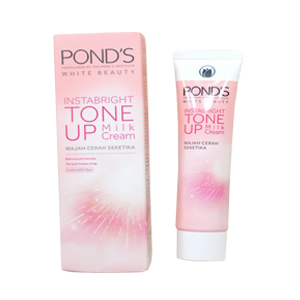 POND'S
WHITE BEAUTY
INSTABRIGHT
TONE
UP Milk
Cream
WAJAH CERAH SEKETIKA
POND'S
WHITE BEAUTY
INSTABRIGHT
TONE
UP Milk
Cream
WAJAH CERAH SEKETIKA